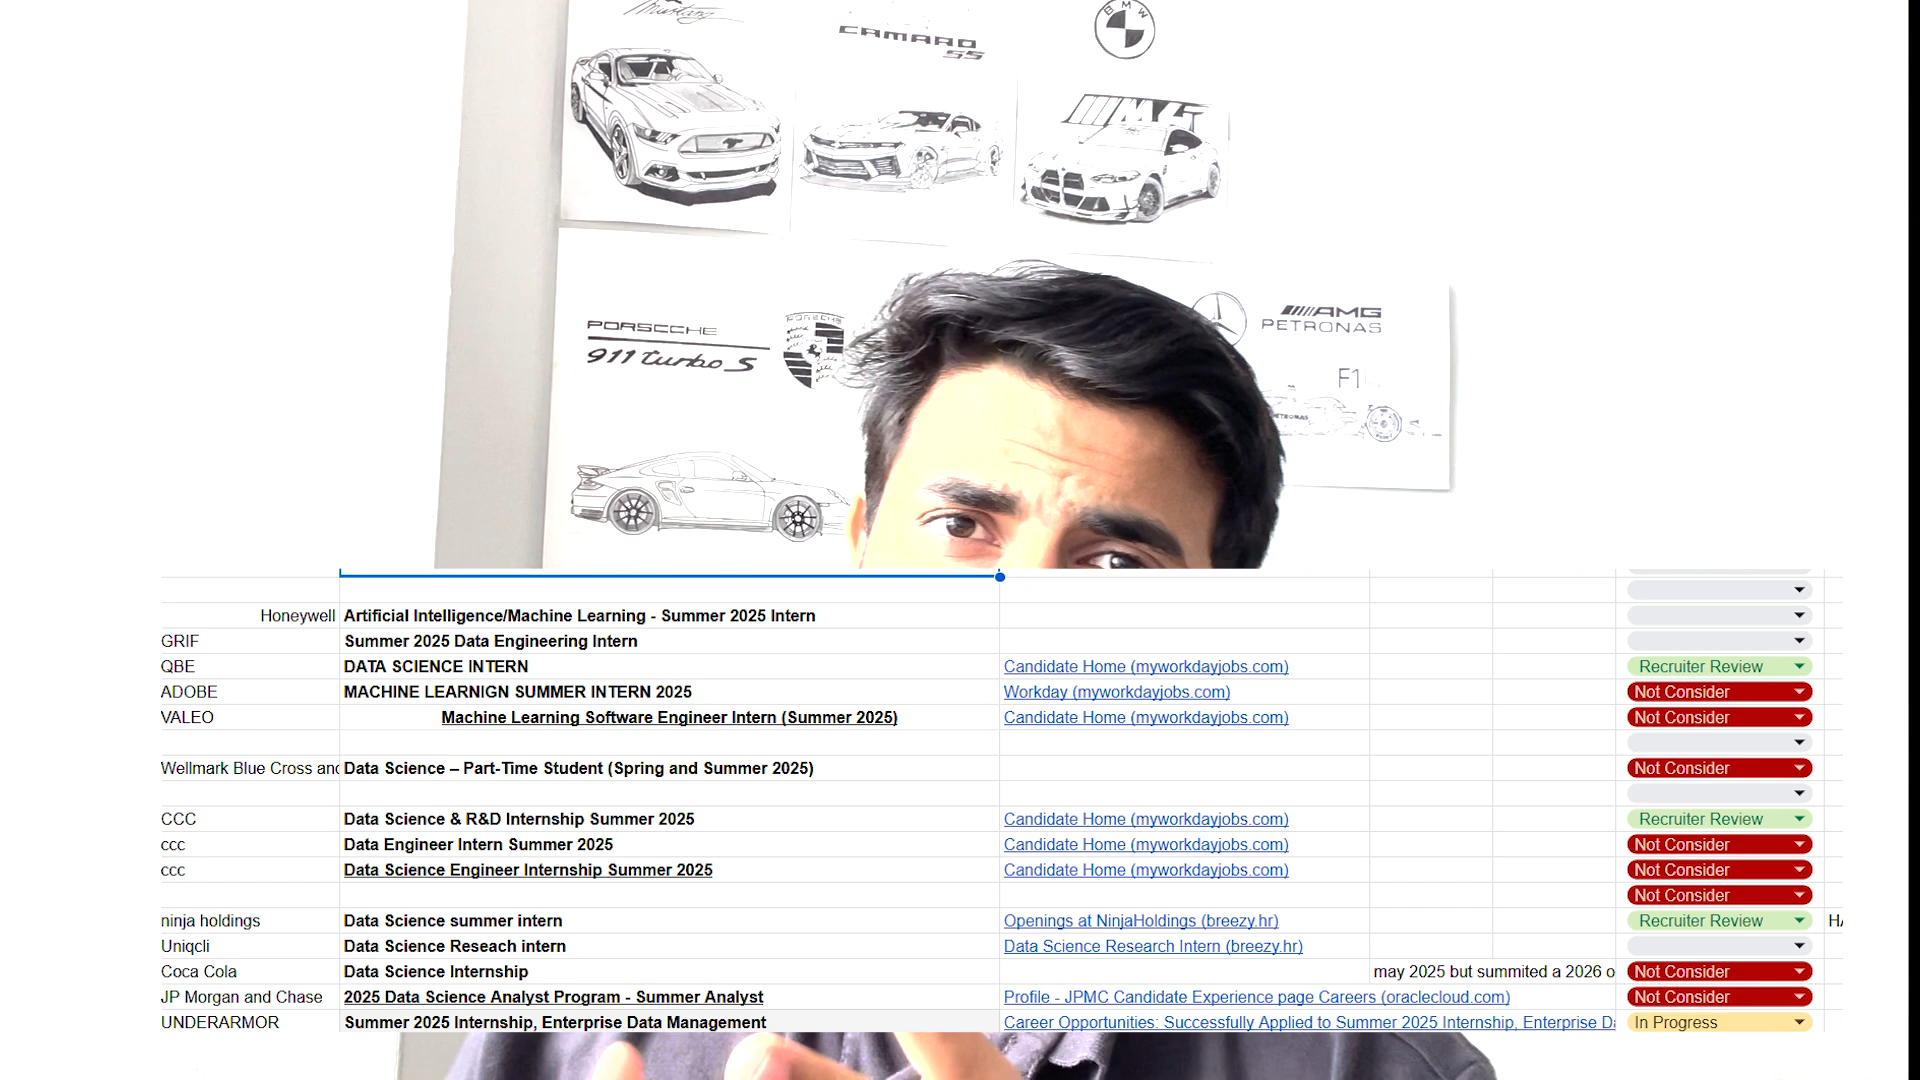 Mustang
CAMARO
SS
BMW
M4
PORSCCHE
911 turbo S
PORSCHE
AMG
PETRONAS
F1
PETRONAS
Honeywell Artificial Intelligence/Machine Learning - Summer 2025 Intern
GRIF Summer 2025 Data Engineering Intern
QBE DATA SCIENCE INTERN Candidate Home (myworkdayjobs.com) Recruiter Review
ADOBE MACHINE LEARNIGN SUMMER INTERN 2025 Workday (myworkdayjobs.com) Not Consider
VALEO Machine Learning Software Engineer Intern (Summer 2025) Candidate Home (myworkdayjobs.com) Not Consider
Wellmark Blue Cross and Data Science – Part-Time Student (Spring and Summer 2025) Not Consider
CCC Data Science & R&D Internship Summer 2025 Candidate Home (myworkdayjobs.com) Recruiter Review
ccc Data Engineer Intern Summer 2025 Candidate Home (myworkdayjobs.com) Not Consider
ccc Data Science Engineer Internship Summer 2025 Candidate Home (myworkdayjobs.com) Not Consider
Not Consider
ninja holdings Data Science summer intern Openings at NinjaHoldings (breezy.hr) Recruiter Review
Uniqcli Data Science Reseach intern Data Science Research Intern (breezy.hr)
Coca Cola Data Science Internship may 2025 but summited a 2026 o Not Consider
JP Morgan and Chase 2025 Data Science Analyst Program - Summer Analyst Profile - JPMC Candidate Experience page Careers (oraclecloud.com) Not Consider
UNDERARMOR Summer 2025 Internship, Enterprise Data Management Career Opportunities: Successfully Applied to Summer 2025 Internship, Enterprise Da In Progress